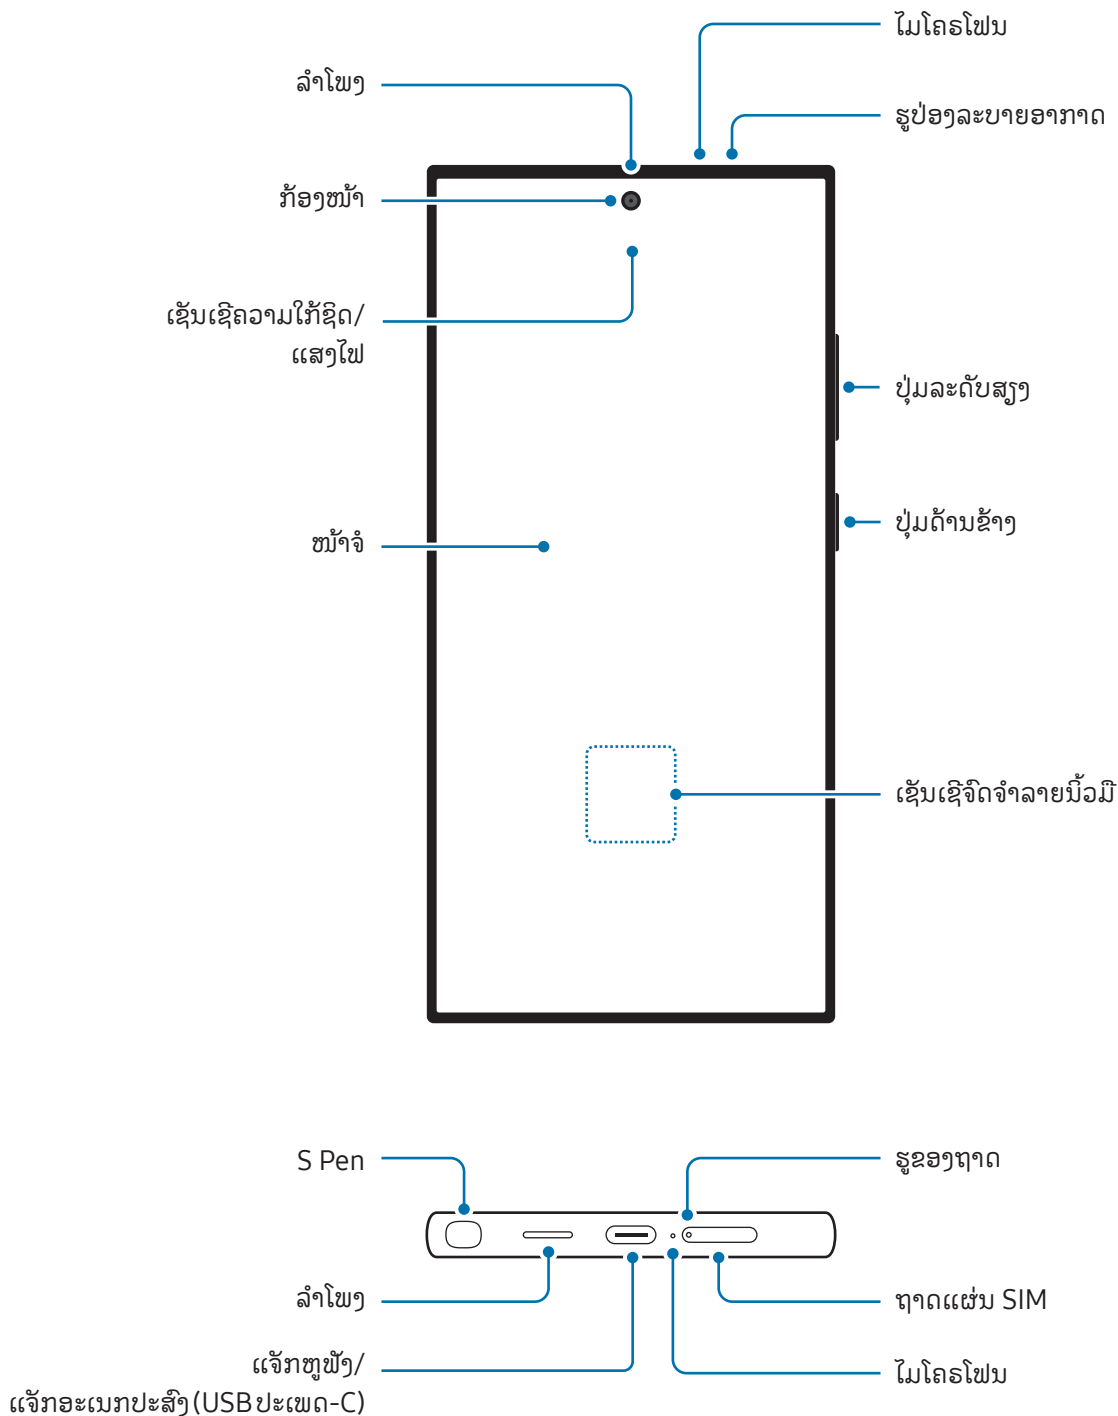 ໄມໂຄຣໂຟນ
ລຳໂພງ
ຮູປ່ອງລະບາຍອາກາດ
ກ້ອງໜ້າ
ເຊັນເຊີຄວາມໃກ້ຊິດ/
ແສງໄຟ
ປຸ່ມລະດັບສຽງ
ປຸ່ມດ້ານຂ້າງ
ໜ້າຈໍ
ເຊັນເຊີຈົດຈຳລາຍນິ້ວມື
S Pen
ຮູຂອງຖາດ
ລຳໂພງ
ຖາດແຜ່ນ SIM
ແຈັກຫູຟັງ/
ແຈັກອະເນກປະສົງ (USB ປະເພດ-C)
ໄມໂຄຣໂຟນ